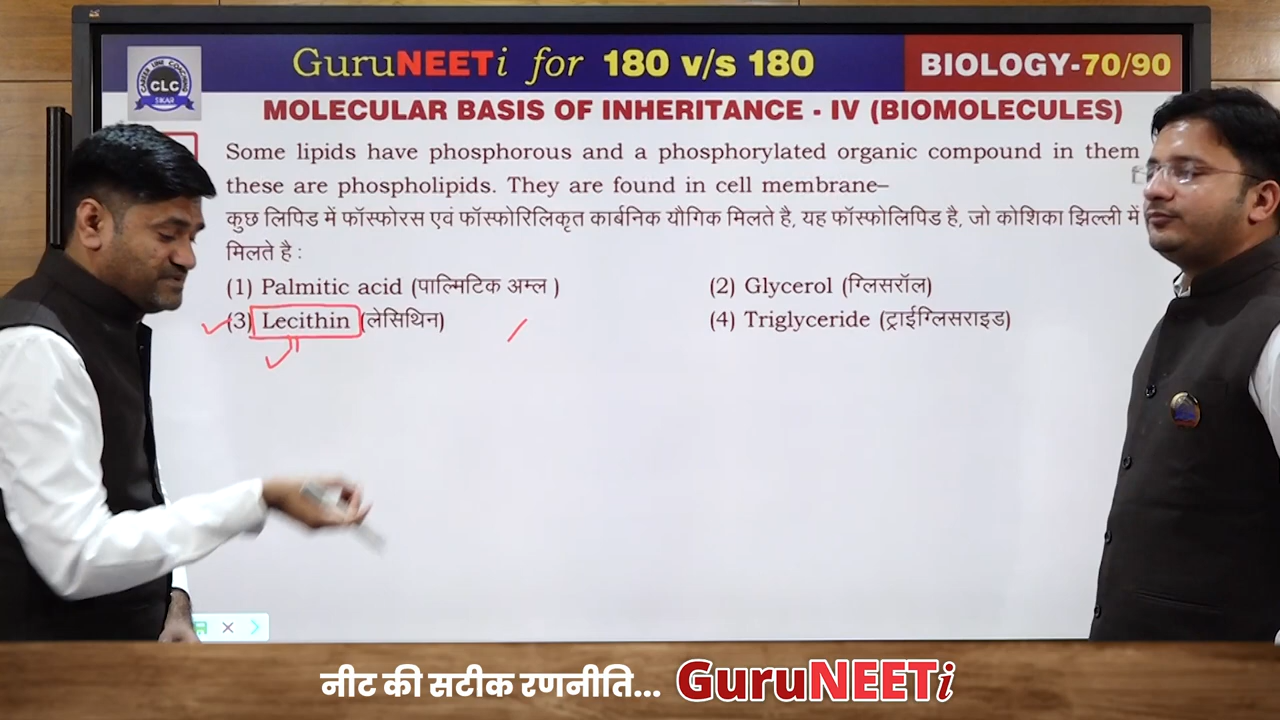 GuruNEETi for 180 v/s 180
BIOLOGY-70/90
CAREER LINE COACHING
CLC
SIKAR
MOLECULAR BASIS OF INHERITANCE - IV (BIOMOLECULES)
Some lipids have phosphorous and a phosphorylated organic compound in them
these are phospholipids. They are found in cell membrane–
कुछ लिपिड में फॉस्फोरस एवं फॉस्फोरिलिकृत कार्बनिक यौगिक मिलते है, यह फॉस्फोलिपिड है, जो कोशिका झिल्ली में
मिलते है :
(1) Palmitic acid (पाल्मिटिक अम्ल )
(2) Glycerol (ग्लिसरॉल)
(3) Lecithin (लेसिथिन)
(4) Triglyceride (ट्राईग्लिसराइड)
नीट की सटीक रणनीति... GuruNEETi